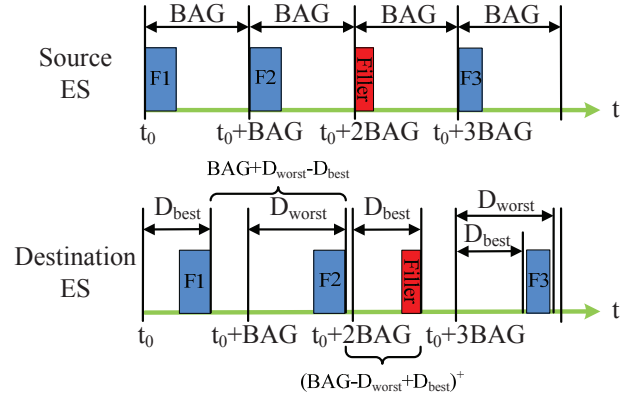 BAG BAG BAG BAG
Source
ES
F1 F2 Filler F3
t
t₀ t₀+BAG t₀+2BAG t₀+3BAG
BAG+Dworst-Dbest
Dbest Dworst Dbest Dworst
Dbest
Destination
ES
F1 F2 Filler F3
t
t₀ t₀+BAG t₀+2BAG t₀+3BAG
(BAG-Dworst+Dbest)⁺